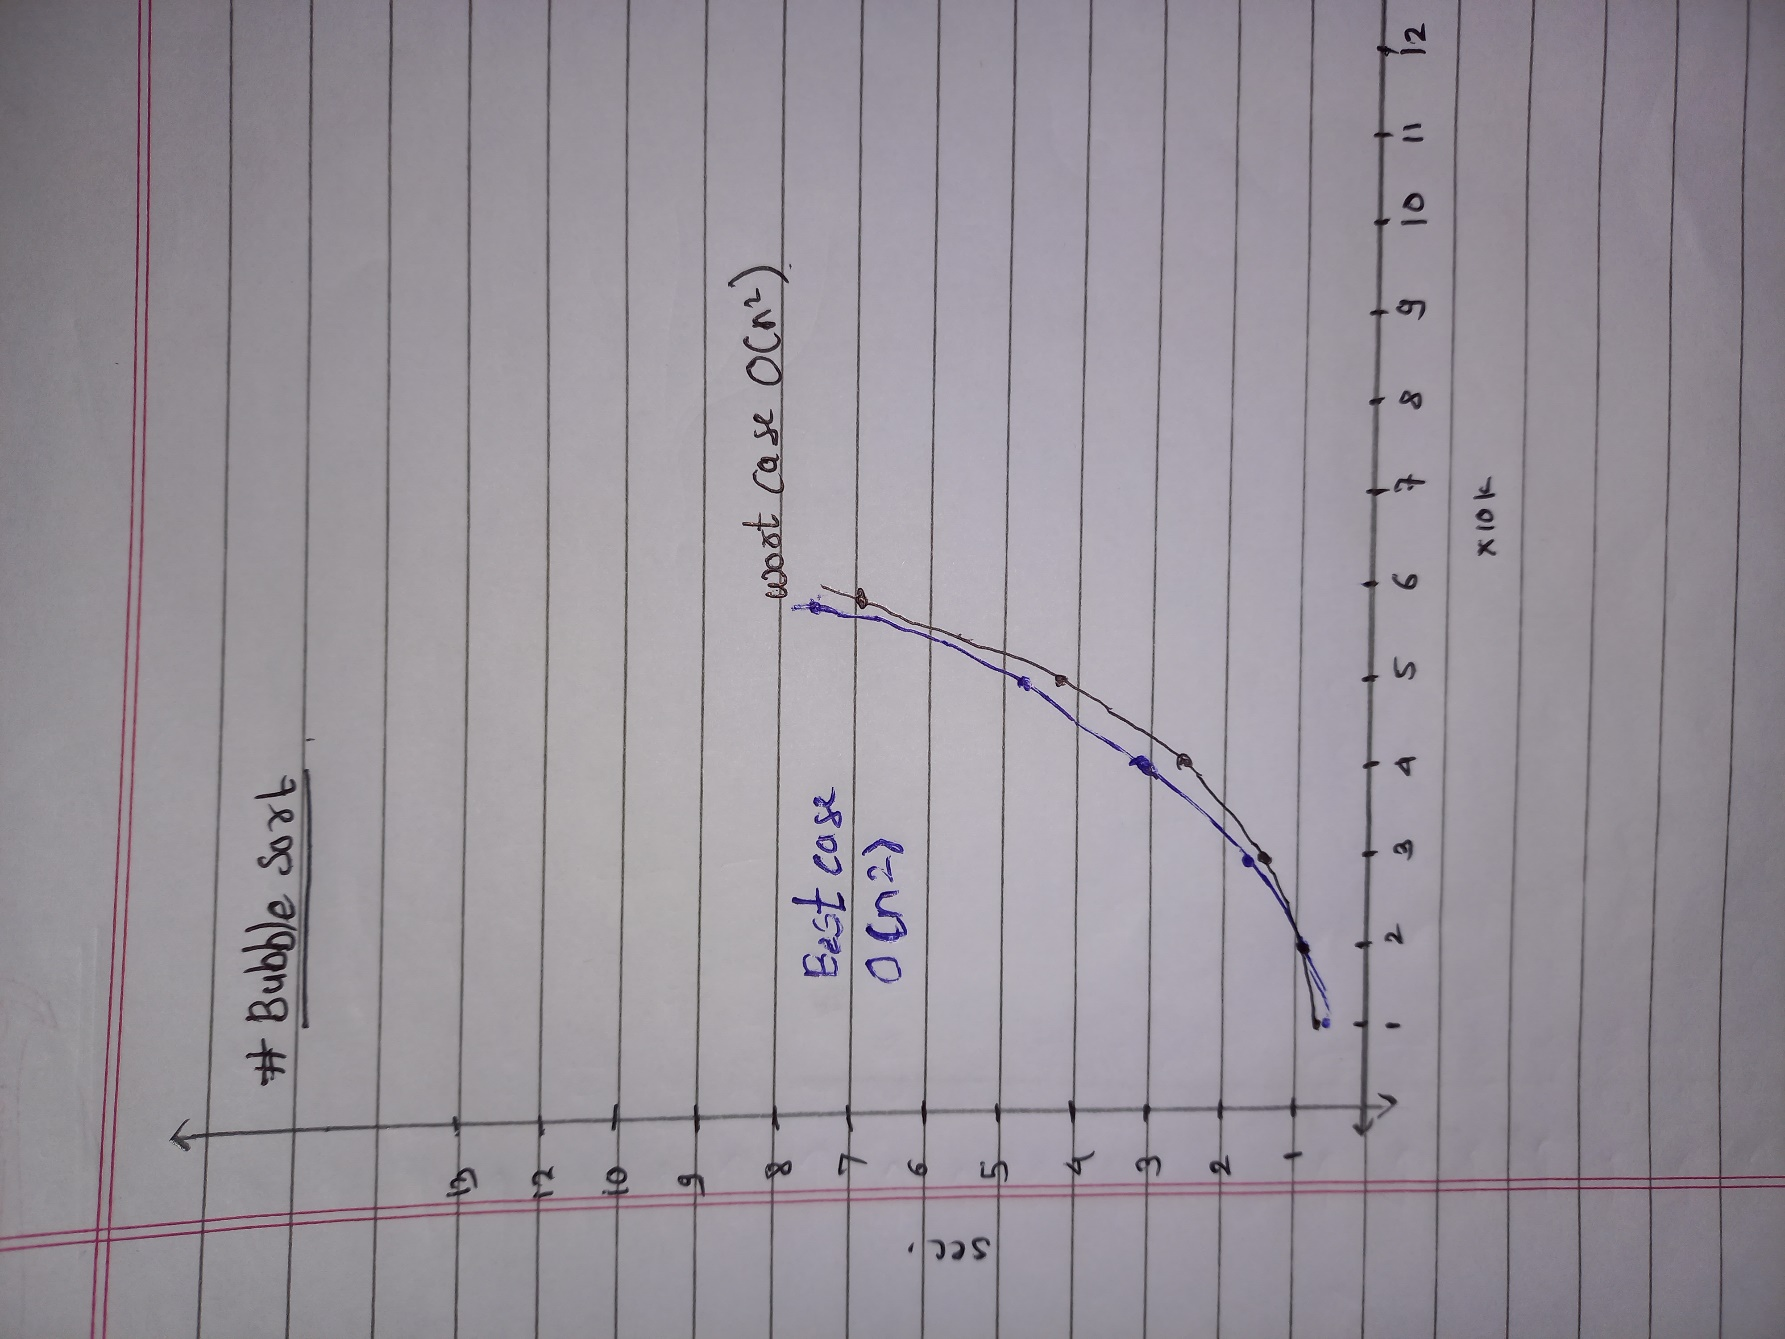 # Bubble Sort
worst case O(n²)
Best case
O(n²)
sec.
13
12
10
9
8
7
6
5
4
3
2
1
1 2 3 4 5 6 7 8 9 10 11 12
x10k